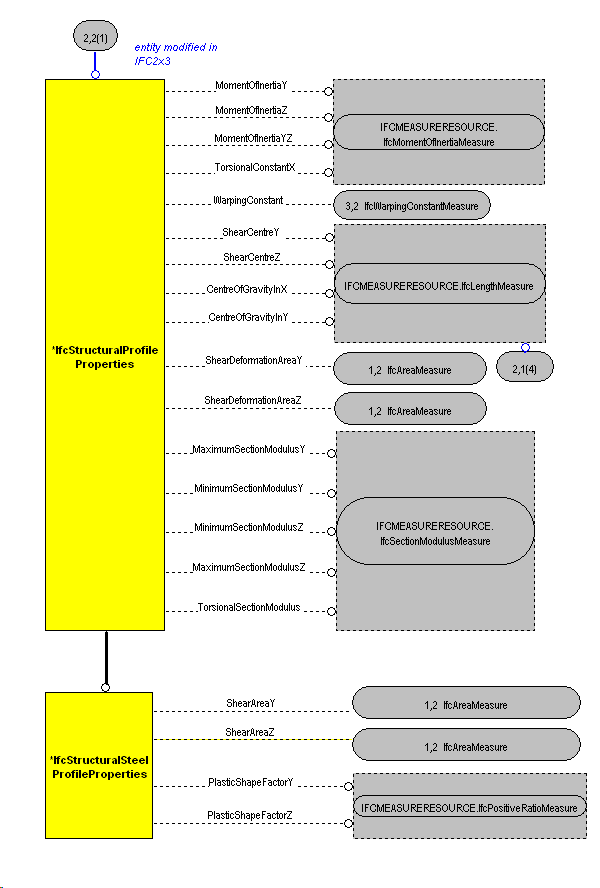 2,2(1)
entity modified in
IFC2x3
MomentOfInertiaY
MomentOfInertiaZ
MomentOfInertiaYZ
TorsionalConstantX
IFCMEASURERESOURCE.
IfcMomentOfInertiaMeasure
WarpingConstant
3,2 IfcWarpingConstantMeasure
ShearCentreY
ShearCentreZ
CentreOfGravityInX
CentreOfGravityInY
IFCMEASURERESOURCE.IfcLengthMeasure
*IfcStructuralProfile
Properties
ShearDeformationAreaY
1,2 IfcAreaMeasure
2,1(4)
ShearDeformationAreaZ
1,2 IfcAreaMeasure
MaximumSectionModulusY
MinimumSectionModulusY
MinimumSectionModulusZ
MaximumSectionModulusZ
TorsionalSectionModulus
IFCMEASURERESOURCE.
IfcSectionModulusMeasure
*IfcStructuralSteel
ProfileProperties
ShearAreaY
1,2 IfcAreaMeasure
ShearAreaZ
1,2 IfcAreaMeasure
PlasticShapeFactorY
PlasticShapeFactorZ
IFCMEASURERESOURCE.IfcPositiveRatioMeasure